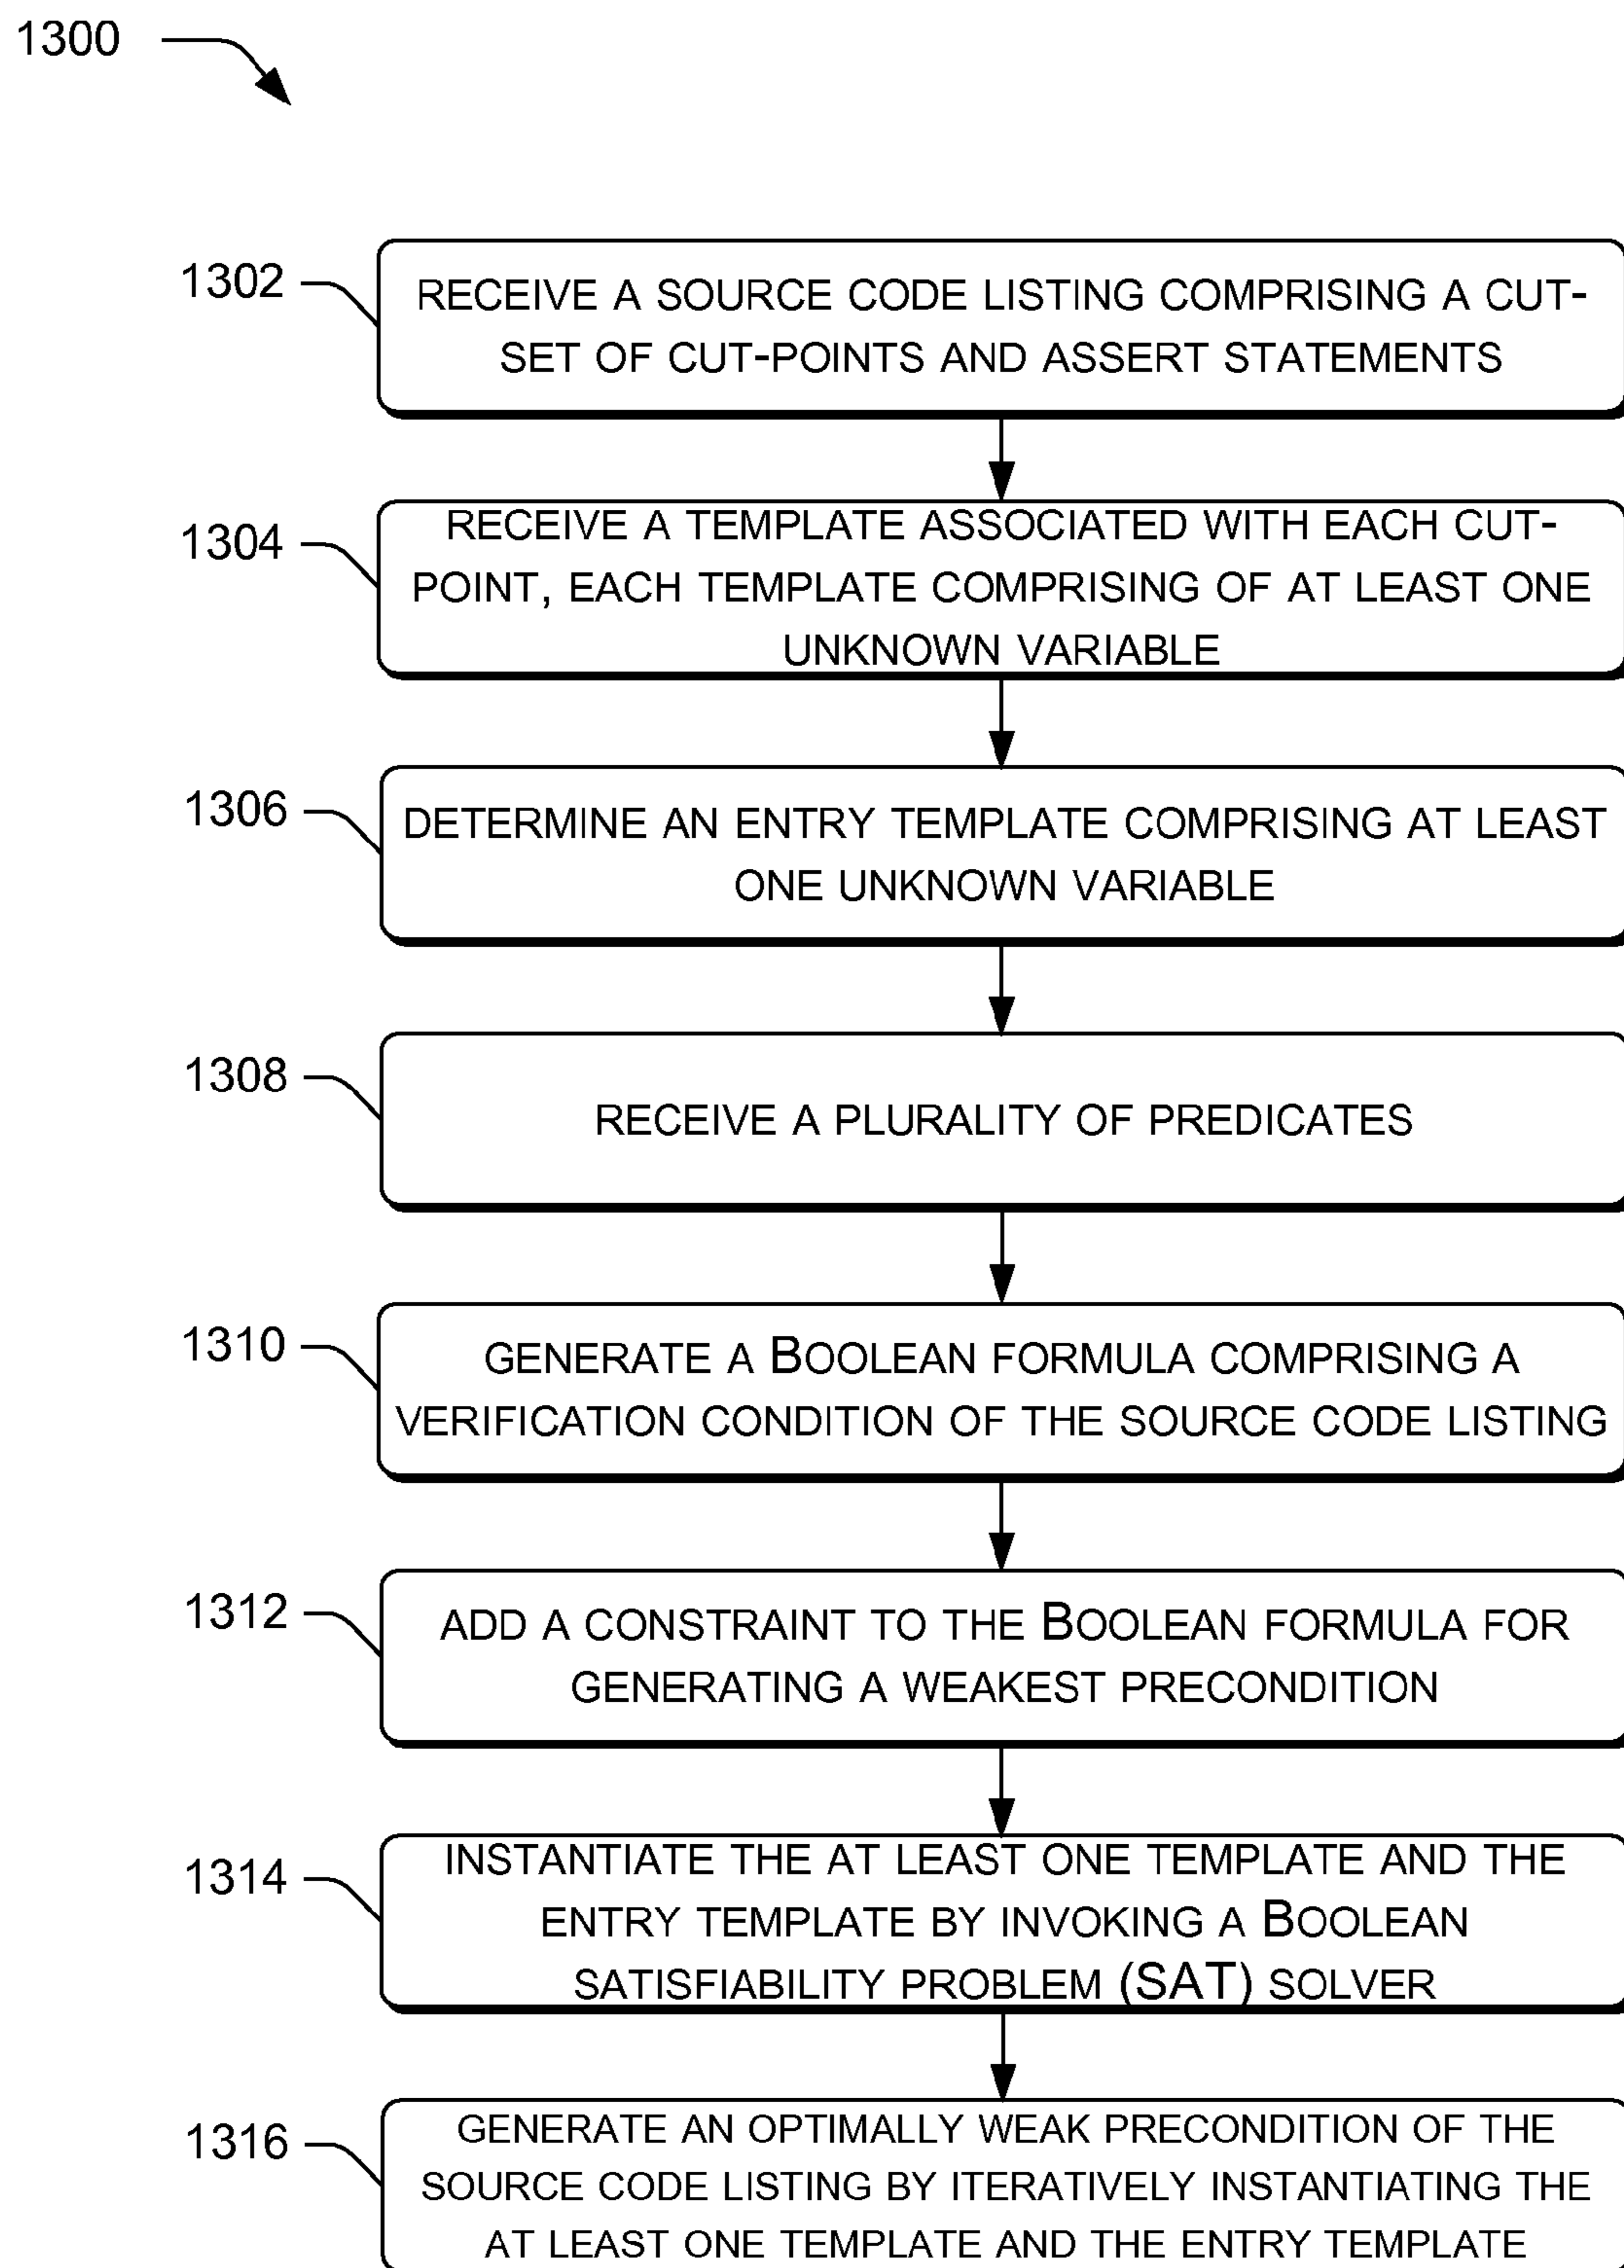 1300
1302
RECEIVE A SOURCE CODE LISTING COMPRISING A CUT-
SET OF CUT-POINTS AND ASSERT STATEMENTS
1304
RECEIVE A TEMPLATE ASSOCIATED WITH EACH CUT-
POINT, EACH TEMPLATE COMPRISING OF AT LEAST ONE
UNKNOWN VARIABLE
1306
DETERMINE AN ENTRY TEMPLATE COMPRISING AT LEAST
ONE UNKNOWN VARIABLE
1308
RECEIVE A PLURALITY OF PREDICATES
1310
GENERATE A BOOLEAN FORMULA COMPRISING A
VERIFICATION CONDITION OF THE SOURCE CODE LISTING
1312
ADD A CONSTRAINT TO THE BOOLEAN FORMULA FOR
GENERATING A WEAKEST PRECONDITION
1314
INSTANTIATE THE AT LEAST ONE TEMPLATE AND THE
ENTRY TEMPLATE BY INVOKING A BOOLEAN
SATISFIABILITY PROBLEM (SAT) SOLVER
1316
GENERATE AN OPTIMALLY WEAK PRECONDITION OF THE
SOURCE CODE LISTING BY ITERATIVELY INSTANTIATING THE
AT LEAST ONE TEMPLATE AND THE ENTRY TEMPLATE